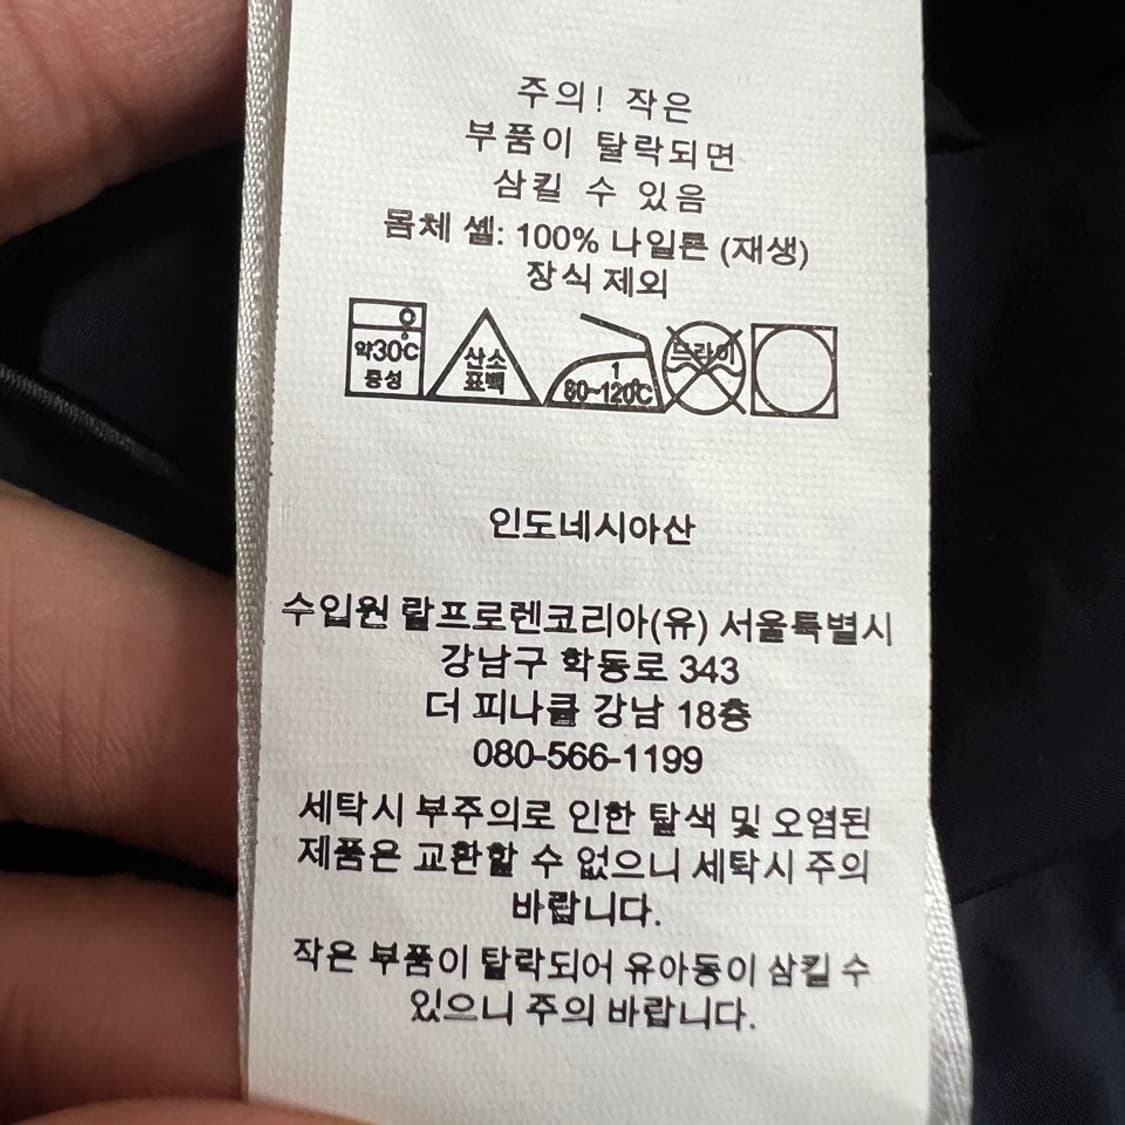 주의! 작은
부품이 탈락되면
삼킬 수 있음
몸체 쉘: 100% 나일론 (재생)
장식 제외
약30℃
중성
산소
표백
1
80~120℃
드라이
인도네시아산
수입원 랄프로렌코리아(유) 서울특별시
강남구 학동로 343
더 피나클 강남 18층
080-566-1199
세탁시 부주의로 인한 탈색 및 오염된
제품은 교환할 수 없으니 세탁시 주의
바랍니다.
작은 부품이 탈락되어 유아동이 삼킬 수
있으니 주의 바랍니다.